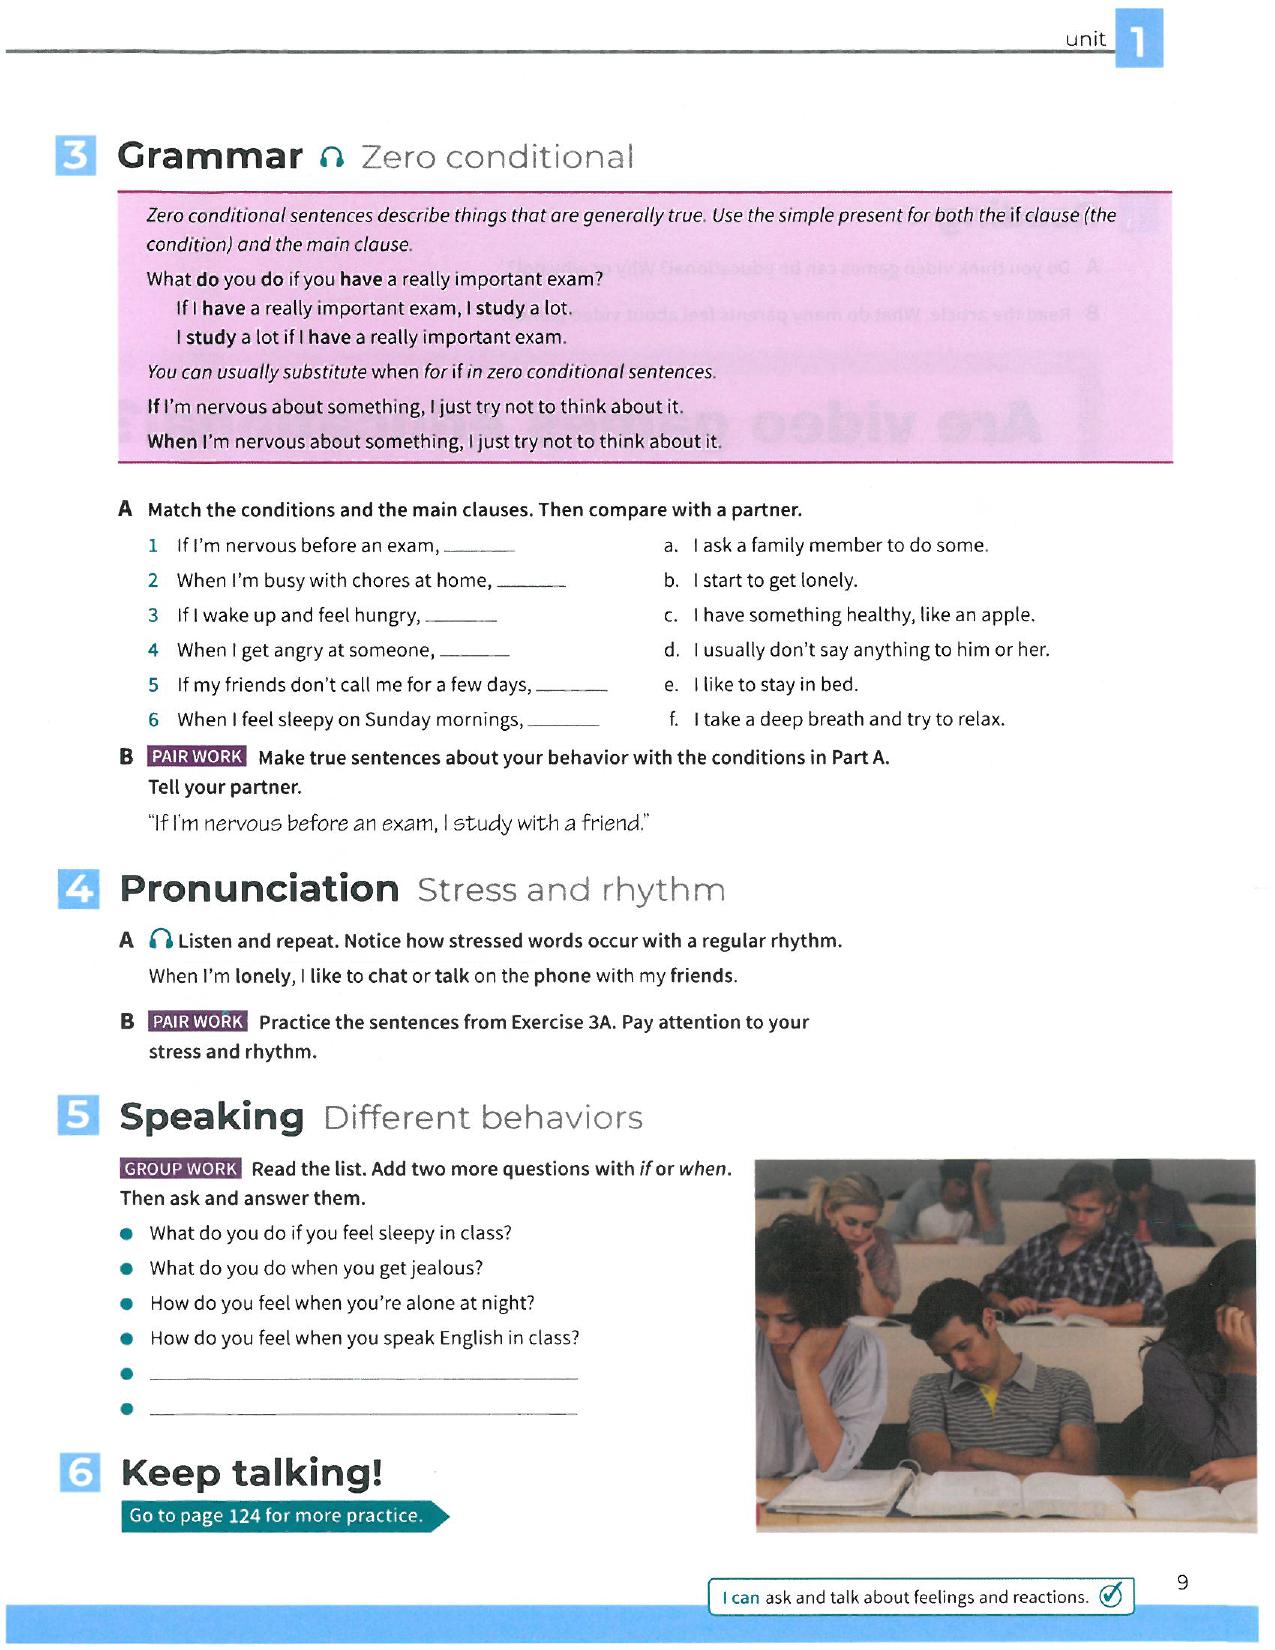 unit 1
3 Grammar Zero conditional
Zero conditional sentences describe things that are generally true. Use the simple present for both the if clause (the
condition) and the main clause.
What do you do if you have a really important exam?
If I have a really important exam, I study a lot.
I study a lot if I have a really important exam.
You can usually substitute when for if in zero conditional sentences.
If I'm nervous about something, I just try not to think about it.
When I'm nervous about something, I just try not to think about it.
A Match the conditions and the main clauses. Then compare with a partner.
1 If I'm nervous before an exam, ______ a. I ask a family member to do some.
2 When I'm busy with chores at home, ______ b. I start to get lonely.
3 If I wake up and feel hungry, ______ c. I have something healthy, like an apple.
4 When I get angry at someone, ______ d. I usually don't say anything to him or her.
5 If my friends don't call me for a few days, ______ e. I like to stay in bed.
6 When I feel sleepy on Sunday mornings, ______ f. I take a deep breath and try to relax.
B PAIR WORK Make true sentences about your behavior with the conditions in Part A.
Tell your partner.
"If I'm nervous before an exam, I study with a friend."
4 Pronunciation Stress and rhythm
A Listen and repeat. Notice how stressed words occur with a regular rhythm.
When I'm lonely, I like to chat or talk on the phone with my friends.
B PAIR WORK Practice the sentences from Exercise 3A. Pay attention to your
stress and rhythm.
5 Speaking Different behaviors
GROUP WORK Read the list. Add two more questions with if or when.
Then ask and answer them.
● What do you do if you feel sleepy in class?
● What do you do when you get jealous?
● How do you feel when you're alone at night?
● How do you feel when you speak English in class?
●
●
6 Keep talking!
Go to page 124 for more practice.
I can ask and talk about feelings and reactions.
9